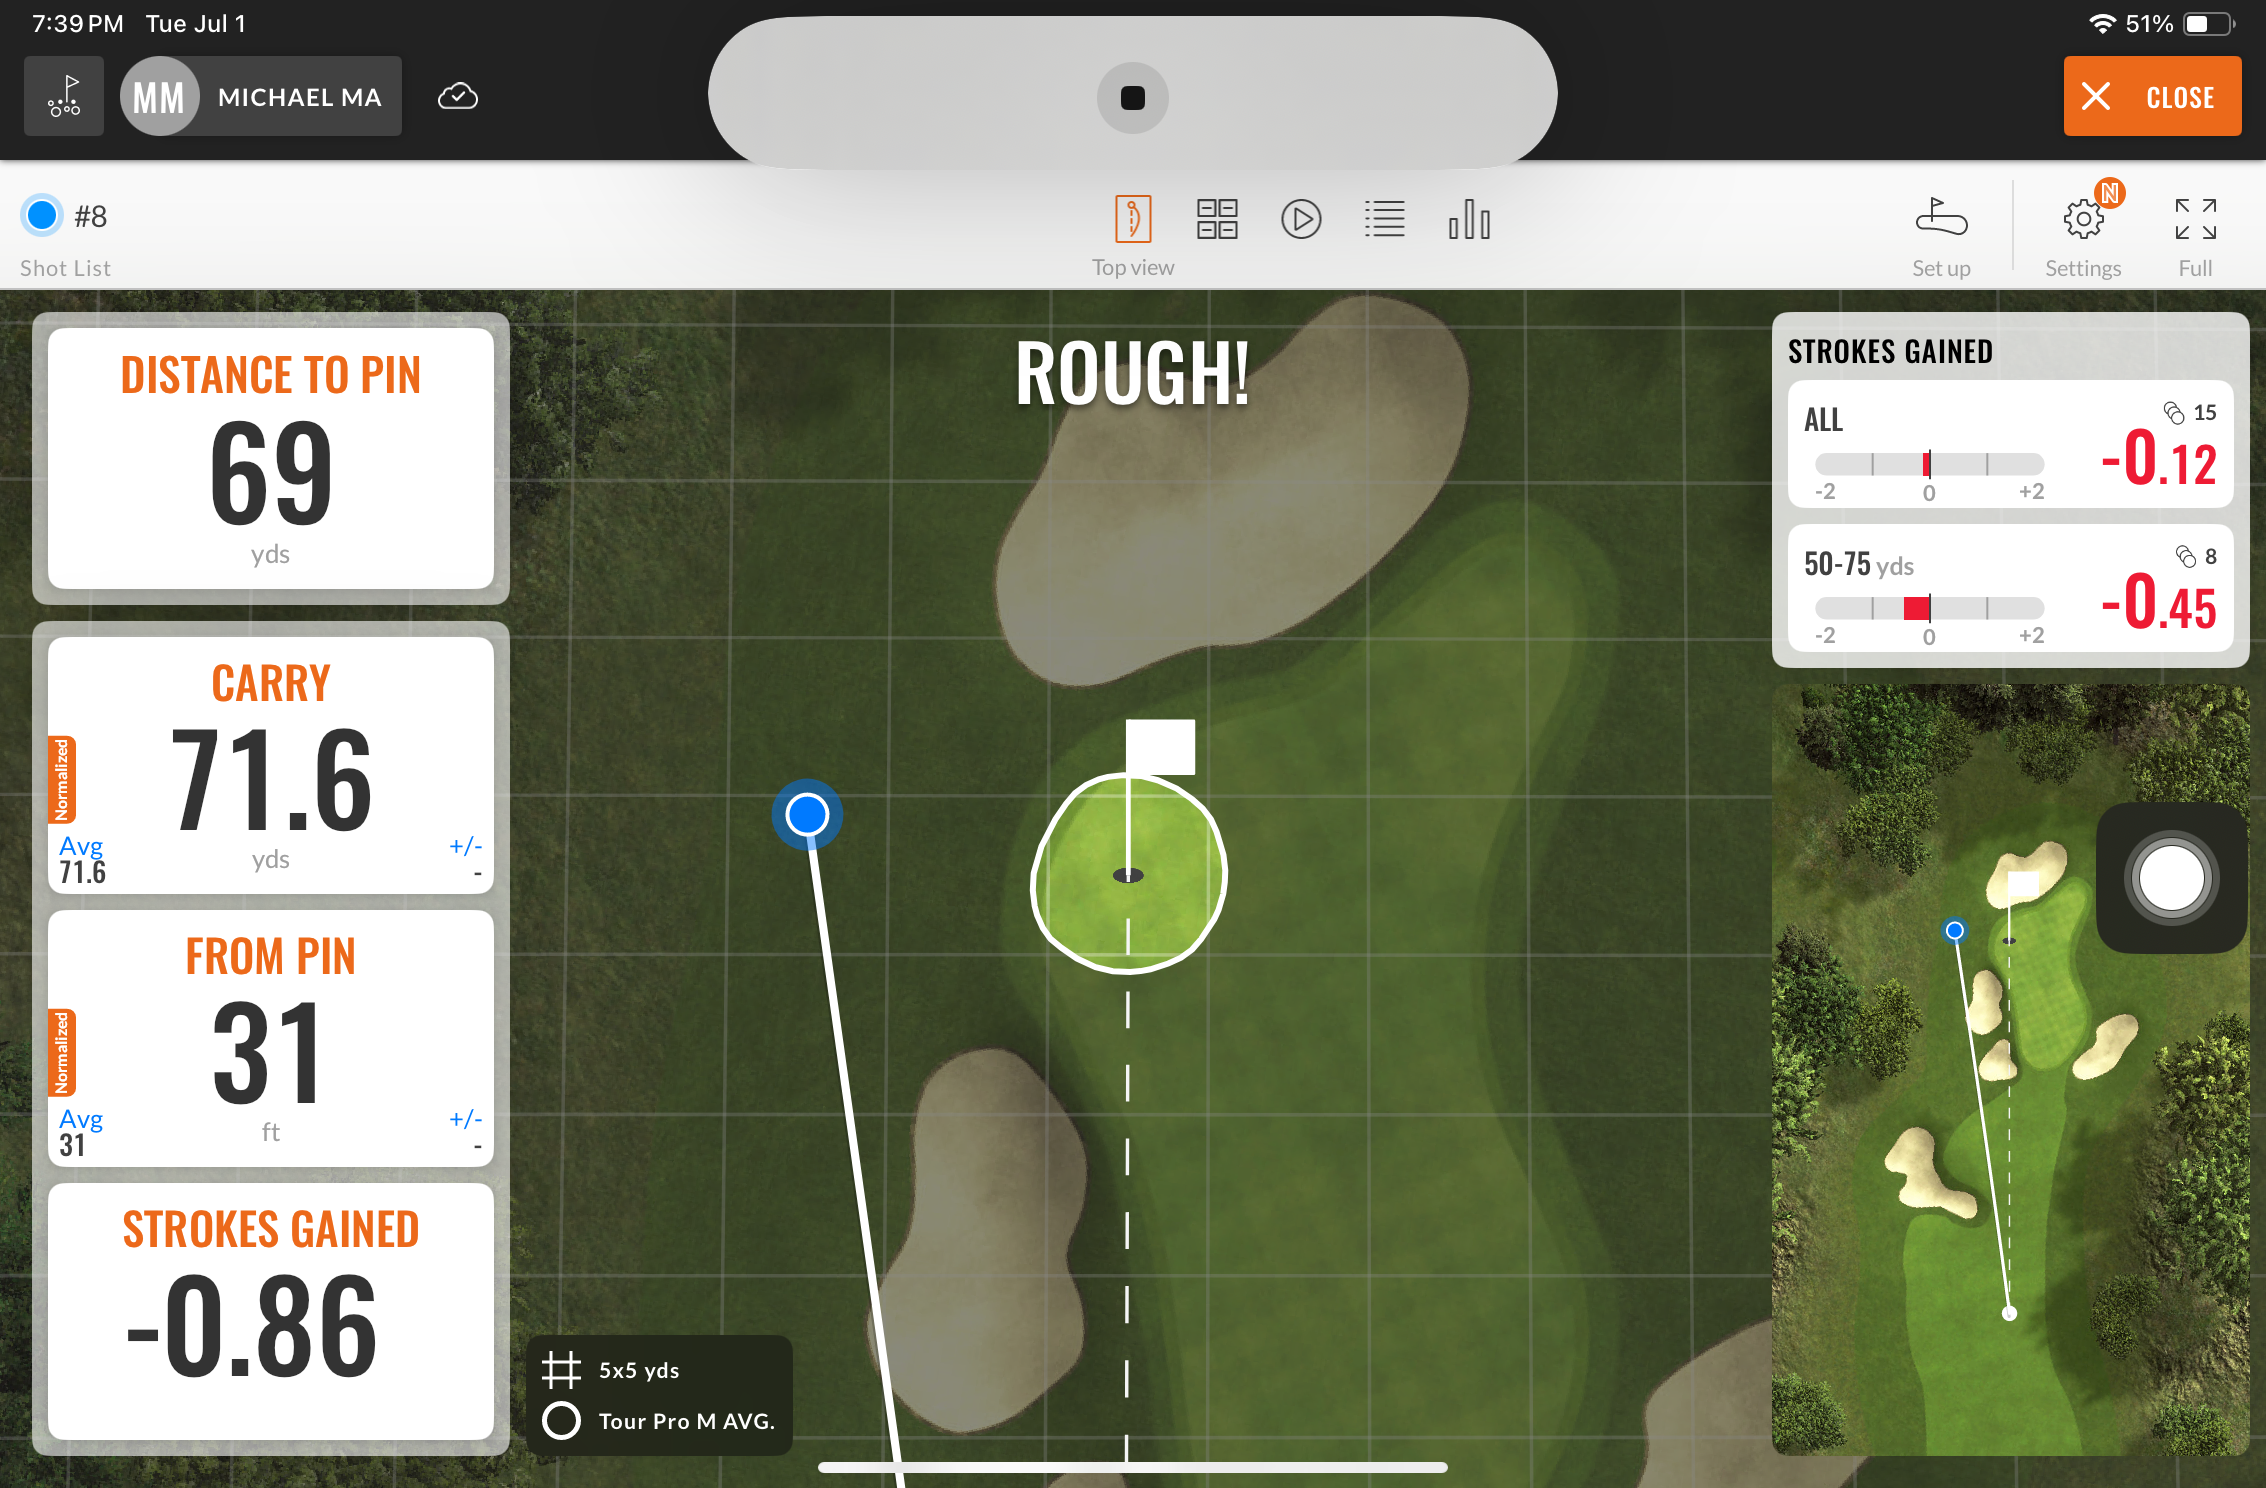 7:39 PM Tue Jul 1
51%
MM MICHAEL MA
CLOSE
#8
Shot List
Top view
Set up
N
Settings
Full
DISTANCE TO PIN
69
yds
CARRY
Normalized
71.6
yds
Avg
71.6
+/-
-
FROM PIN
Normalized
31
ft
Avg
31
+/-
-
STROKES GAINED
-0.86
ROUGH!
5x5 yds
Tour Pro M AVG.
STROKES GAINED
ALL
15
-0.12
-2 0 +2
50-75 yds
8
-0.45
-2 0 +2